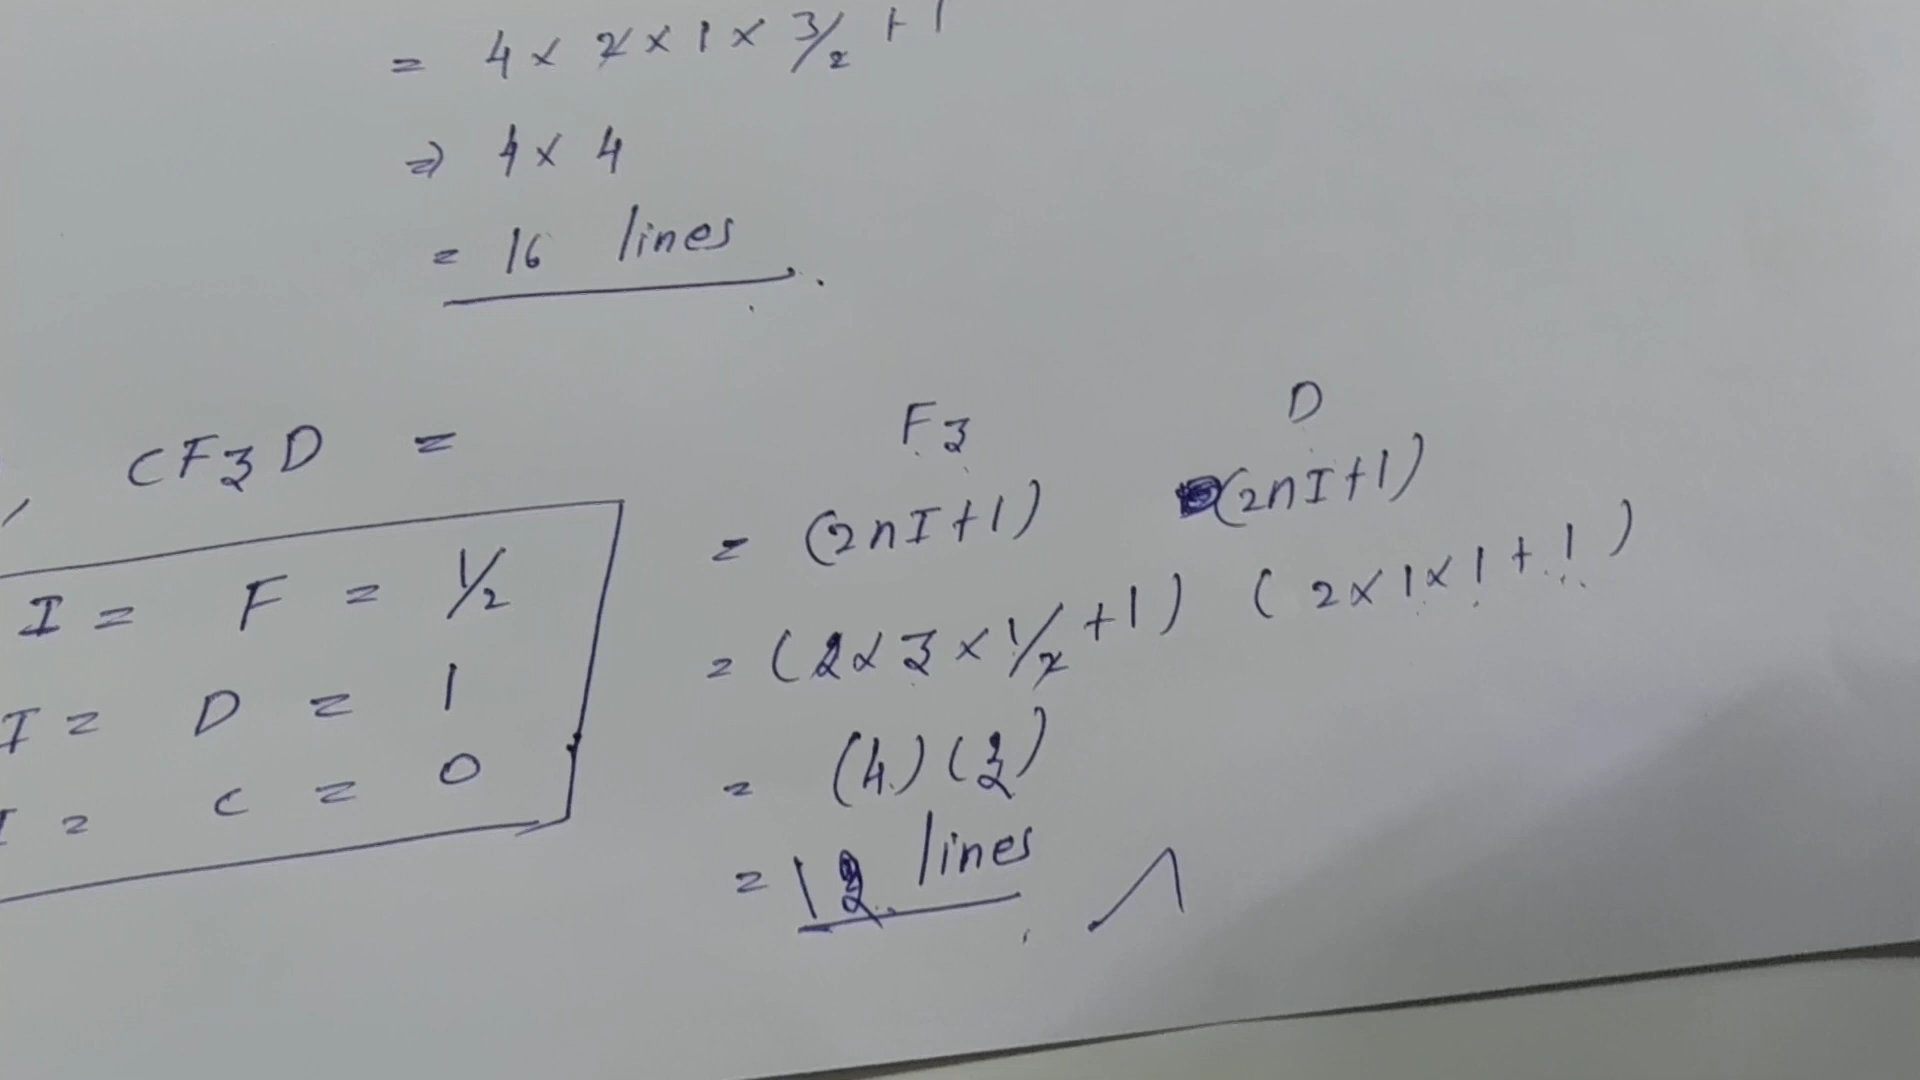 = 4 × 2 × 1 × 3/2 + 1
⇒ 4 × 4
= 16 lines
, CF3D =
F3 D
= (2nI+1) (2nI+1)
= (2×3×1/2+1) (2×1×1+1)
= (4)(3)
= 12 lines
I = F = 1/2
I = D = 1
I = C = 0